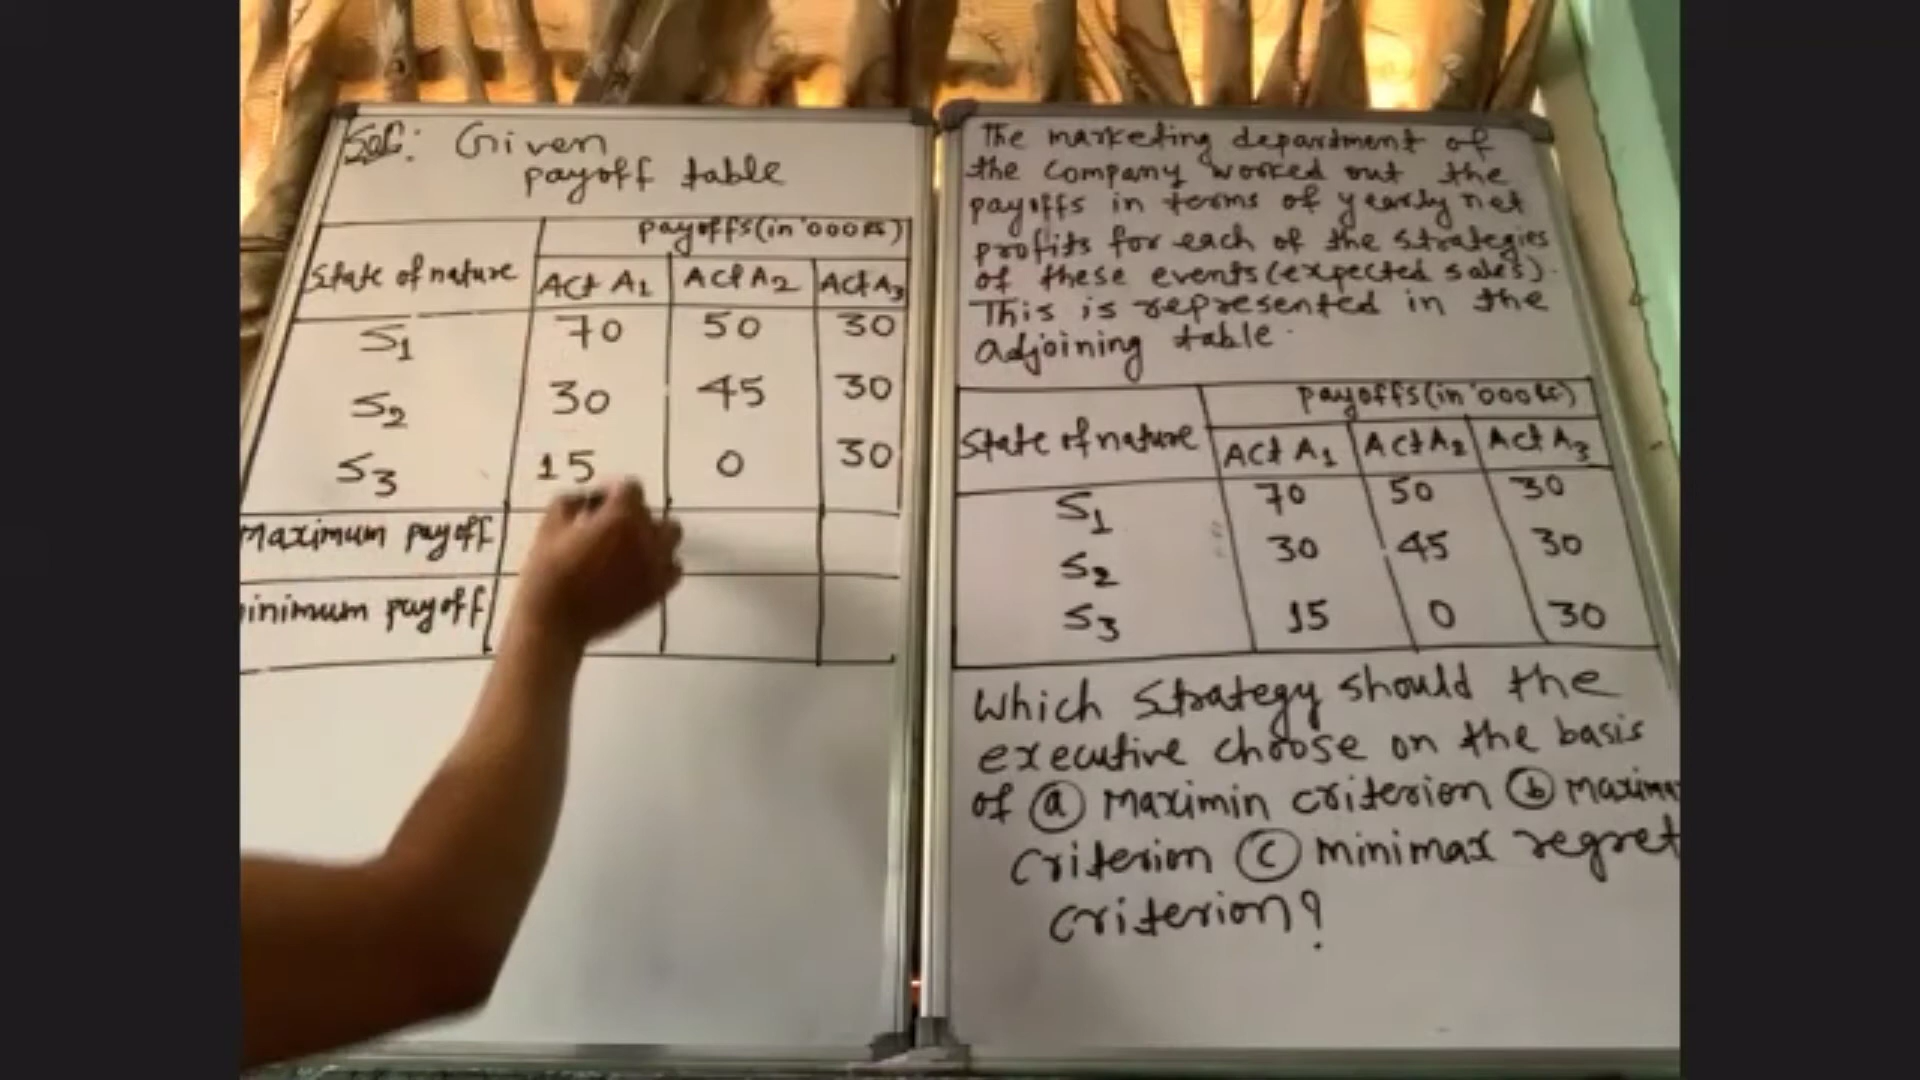 Sol: Given
payoff table
payoffs(in '000 Rs)
State of nature Act A1 Act A2 Act A3
S1 70 50 30
S2 30 45 30
S3 15 0 30
Maximum payoff
inimum payoff
The marketing department of
the company worked out the
payoffs in terms of yearly net
profits for each of the strategies
of these events (expected sales).
This is represented in the
adjoining table.
payoffs(in '000 Rs)
State of nature Act A1 Act A2 Act A3
S1 70 50 30
S2 30 45 30
S3 15 0 30
Which strategy should the
executive choose on the basis
of (a) maximin criterion (b) maxima
criterion (c) minimax regret
criterion?